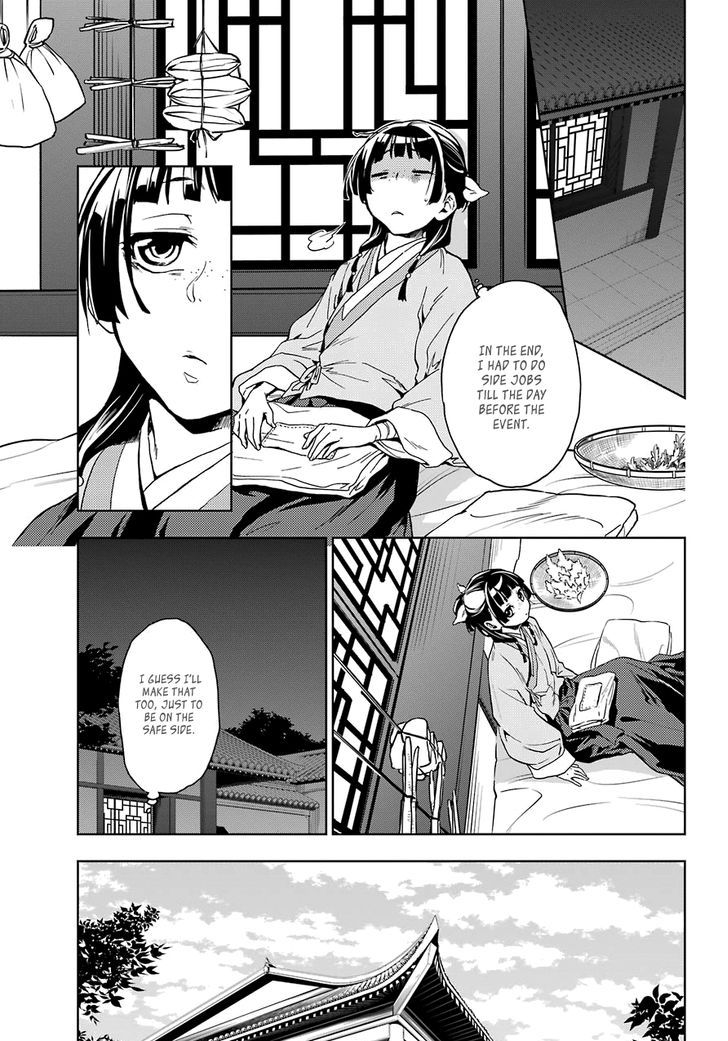 IN THE END,
I HAD TO DO
SIDE JOBS
TILL THE DAY
BEFORE THE
EVENT.
I GUESS I'LL
MAKE THAT
TOO, JUST TO
BE ON THE
SAFE SIDE.